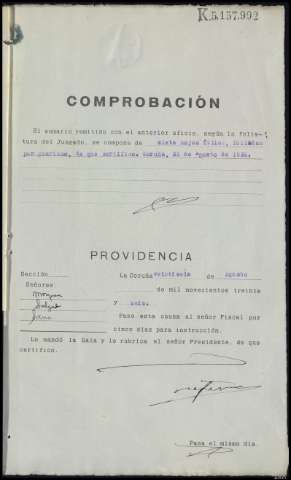 K.5.157.992
COMPROBACIÓN
El sumario remitido con el anterior oficio, según la folia-
tura del Juzgado, se compone de siete hojas útiles,
por practicar, de que certifico. Coruña, 26 de Agosto de 1936.
PROVIDENCIA
Sección
Señores
La Coruña veintiseis de Agosto
de mil novecientos treinta
y seis.
Pase esta causa al señor Fiscal por
cinco días para instrucción.
Lo mandó la Sala y lo rubrica el señor Presidente, de que
certifico.
Pasa el mismo día.